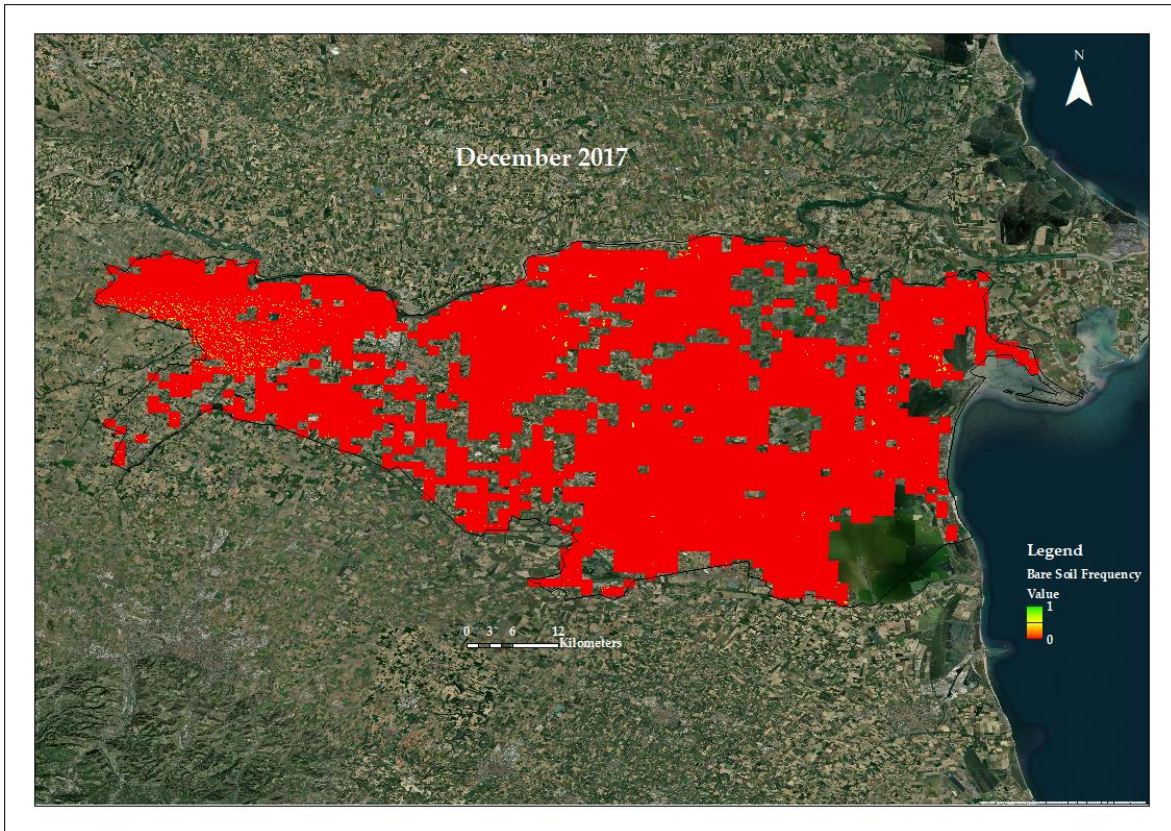 N
December 2017
Legend
Bare Soil Frequency
Value
1
0
0 3 6 12
Kilometers